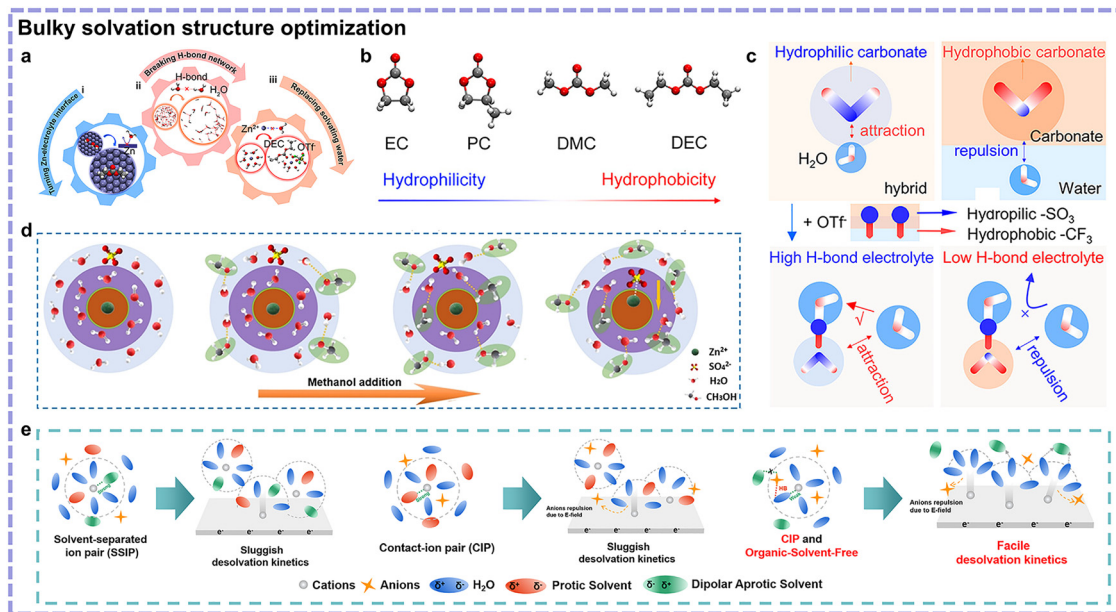 Bulky solvation structure optimization
a
i
Turning Zn-electrolyte interface
Zn
ii
Breaking H-bond network
H-bond
H₂O
iii
Replacing solvating water
Zn²⁺
DEC
OTf⁻
b
EC
PC
DMC
DEC
Hydrophilicity
Hydrophobicity
c
Hydrophilic carbonate
attraction
H₂O
hybrid
Hydrophobic carbonate
Carbonate
repulsion
Water
+ OTf⁻
Hydropilic -SO₃
Hydrophobic -CF₃
High H-bond electrolyte
√
attraction
Low H-bond electrolyte
×
repulsion
d
Methanol addition
Zn²⁺
SO₄²⁻
H₂O
CH₃OH
e
Strong
Solvent-separated
ion pair (SSIP)
e⁻ e⁻ e⁻ e⁻
Sluggish
desolvation kinetics
Strong
Contact-ion pair (CIP)
Anions repulsion
due to E-field
e⁻ e⁻ e⁻ e⁻
Sluggish
desolvation kinetics
HB
CIP and
Organic-Solvent-Free
Anions repulsion
due to E-field
e⁻ e⁻ e⁻ e⁻
Facile
desolvation kinetics
Cations
Anions
δ⁺ δ⁻ H₂O
δ⁺ δ⁻ Protic Solvent
δ⁻ δ⁺ Dipolar Aprotic Solvent